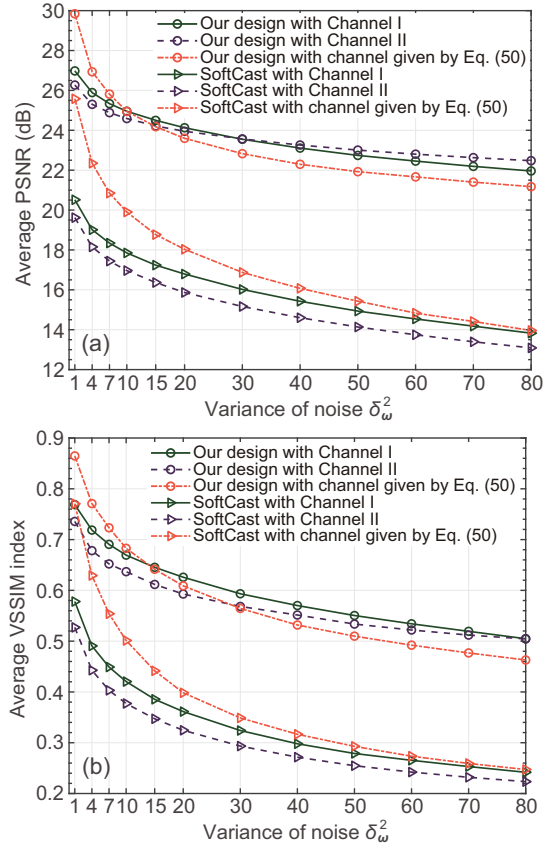 30
28
26
24
22
20
18
16
14
12
Average PSNR (dB)
Our design with Channel I
Our design with Channel II
Our design with channel given by Eq. (50)
SoftCast with Channel I
SoftCast with Channel II
SoftCast with channel given by Eq. (50)
(a)
1 4 7 10 15 20 30 40 50 60 70 80
Variance of noise δ²_ω
0.9
0.8
0.7
0.6
0.5
0.4
0.3
0.2
Average VSSIM index
Our design with Channel I
Our design with Channel II
Our design with channel given by Eq. (50)
SoftCast with Channel I
SoftCast with Channel II
SoftCast with channel given by Eq. (50)
(b)
1 4 7 10 15 20 30 40 50 60 70 80
Variance of noise δ²_ω